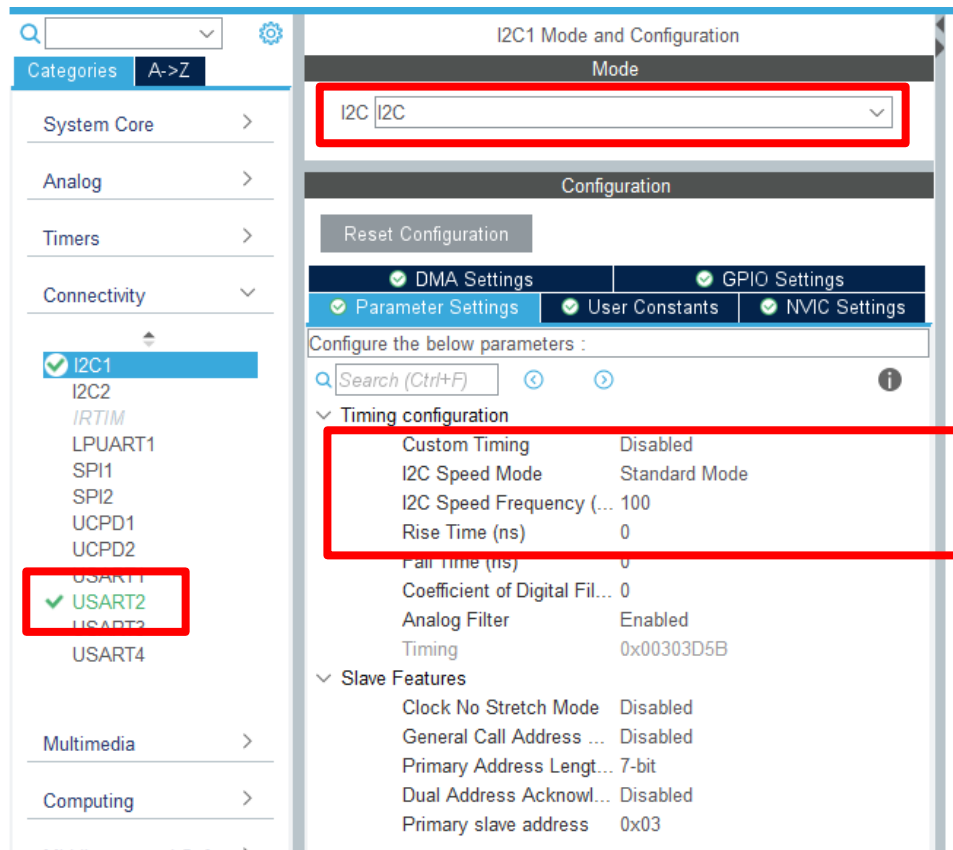 I2C1 Mode and Configuration
Categories A->Z
Mode
System Core
I2C I2C
Analog
Configuration
Timers
Reset Configuration
Connectivity
DMA Settings GPIO Settings
Parameter Settings User Constants NVIC Settings
Configure the below parameters :
I2C1
I2C2
IRTIM
LPUART1
SPI1
SPI2
UCPD1
UCPD2
USART1
USART2
USART3
USART4
Multimedia
Computing
Search (Ctrl+F)
Timing configuration
Custom Timing Disabled
I2C Speed Mode Standard Mode
I2C Speed Frequency (... 100
Rise Time (ns) 0
Fall Time (ns) 0
Coefficient of Digital Fil... 0
Analog Filter Enabled
Timing 0x00303D5B
Slave Features
Clock No Stretch Mode Disabled
General Call Address ... Disabled
Primary Address Lengt... 7-bit
Dual Address Acknowl... Disabled
Primary slave address 0x03